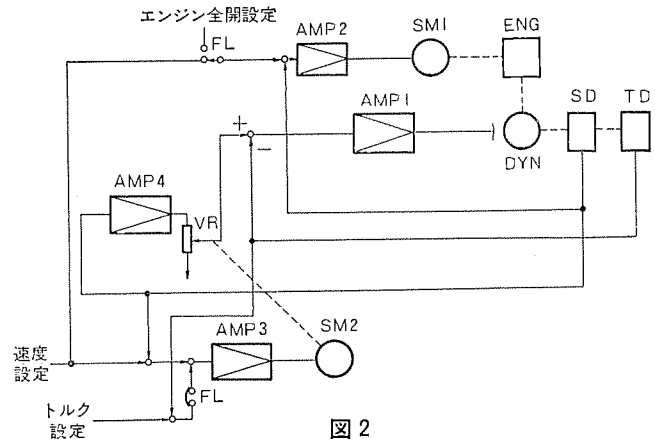 エンジン全開設定
FL
AMP2
SM1
ENG
AMP1
SD
TD
+
−
DYN
AMP4
VR
AMP3
SM2
速度
設定
FL
トルク
設定
図2